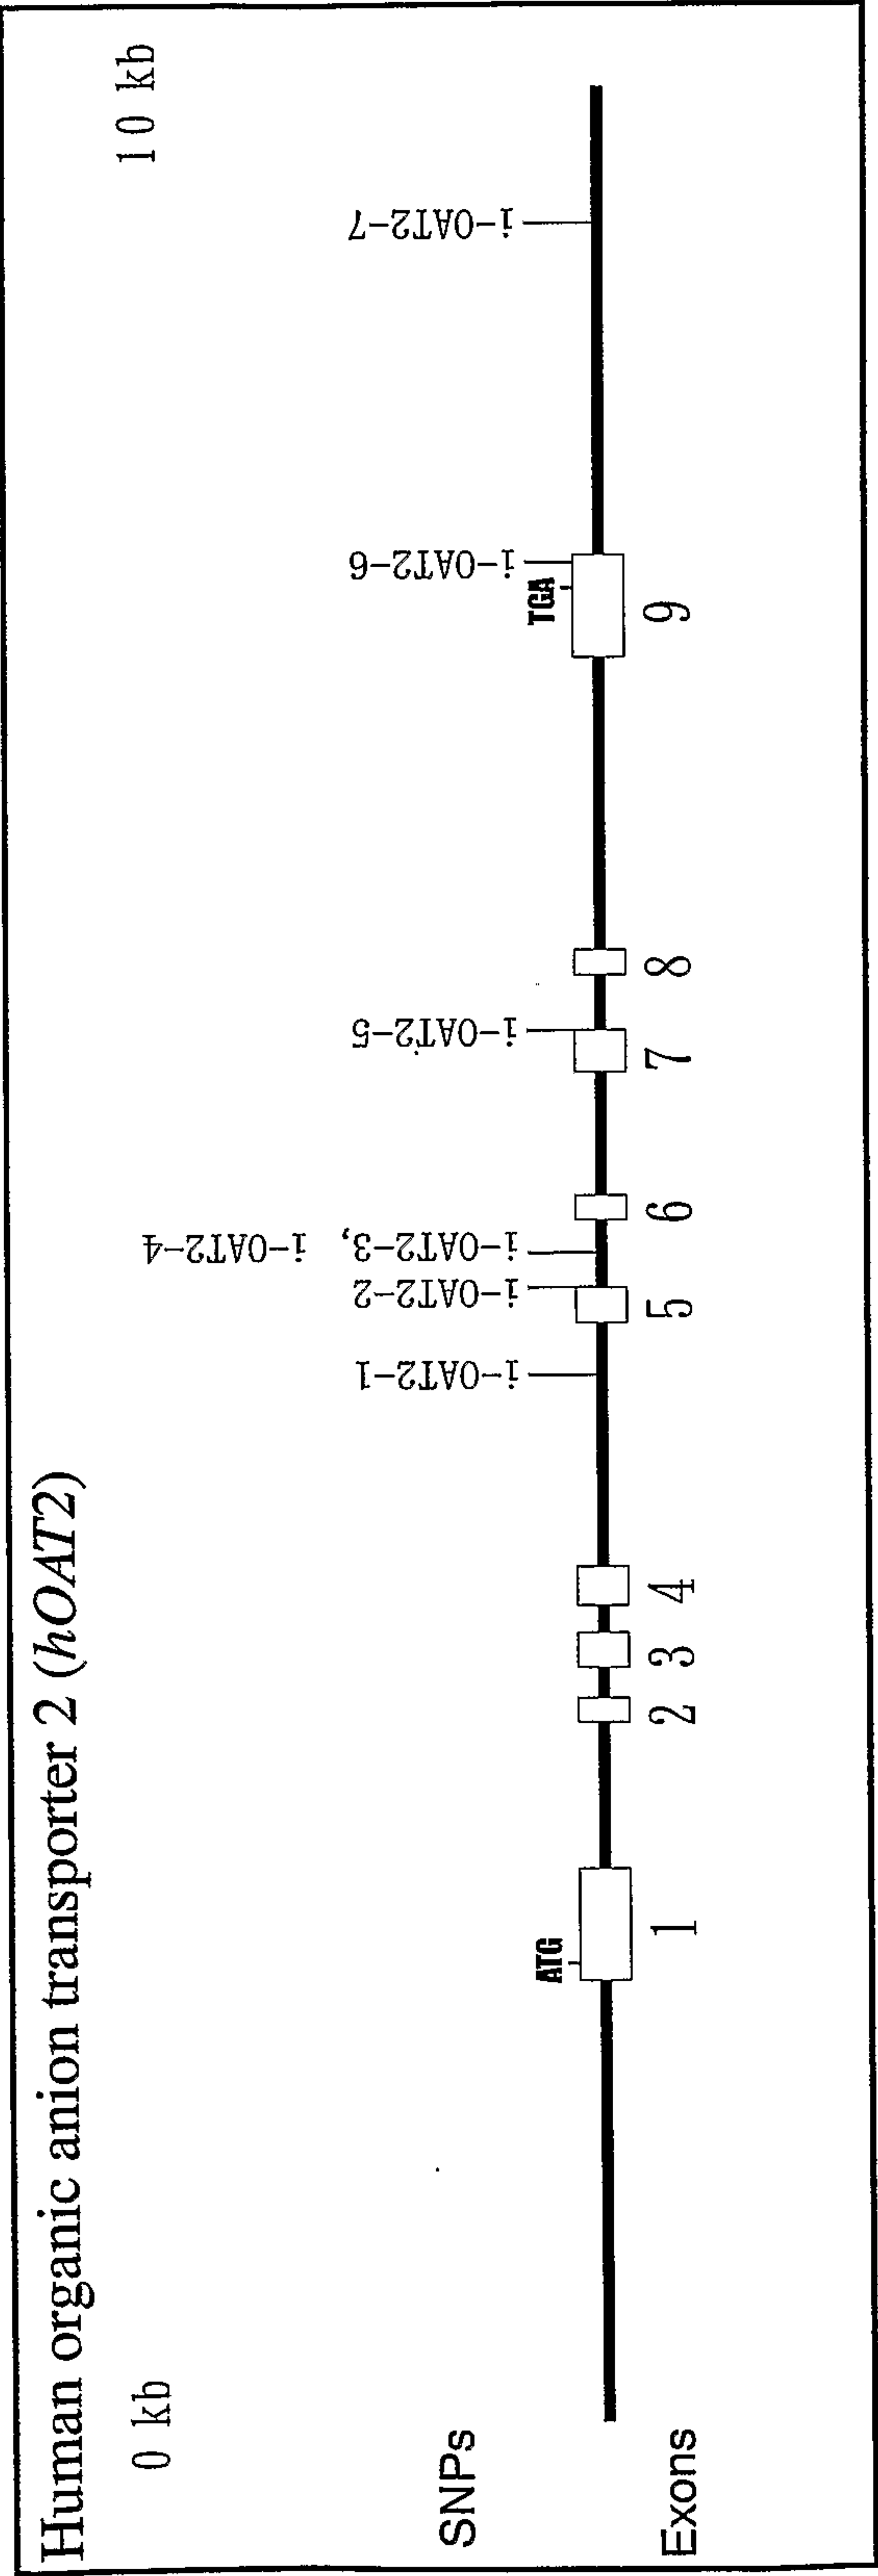 Human organic anion transporter 2 (hOAT2)
0 kb
10 kb
SNPs
i-OAT2-1
i-OAT2-2
i-OAT2-3, i-OAT2-4
i-OAT2-5
i-OAT2-6
i-OAT2-7
ATG
TGA
Exons
1
2
3
4
5
6
7
8
9